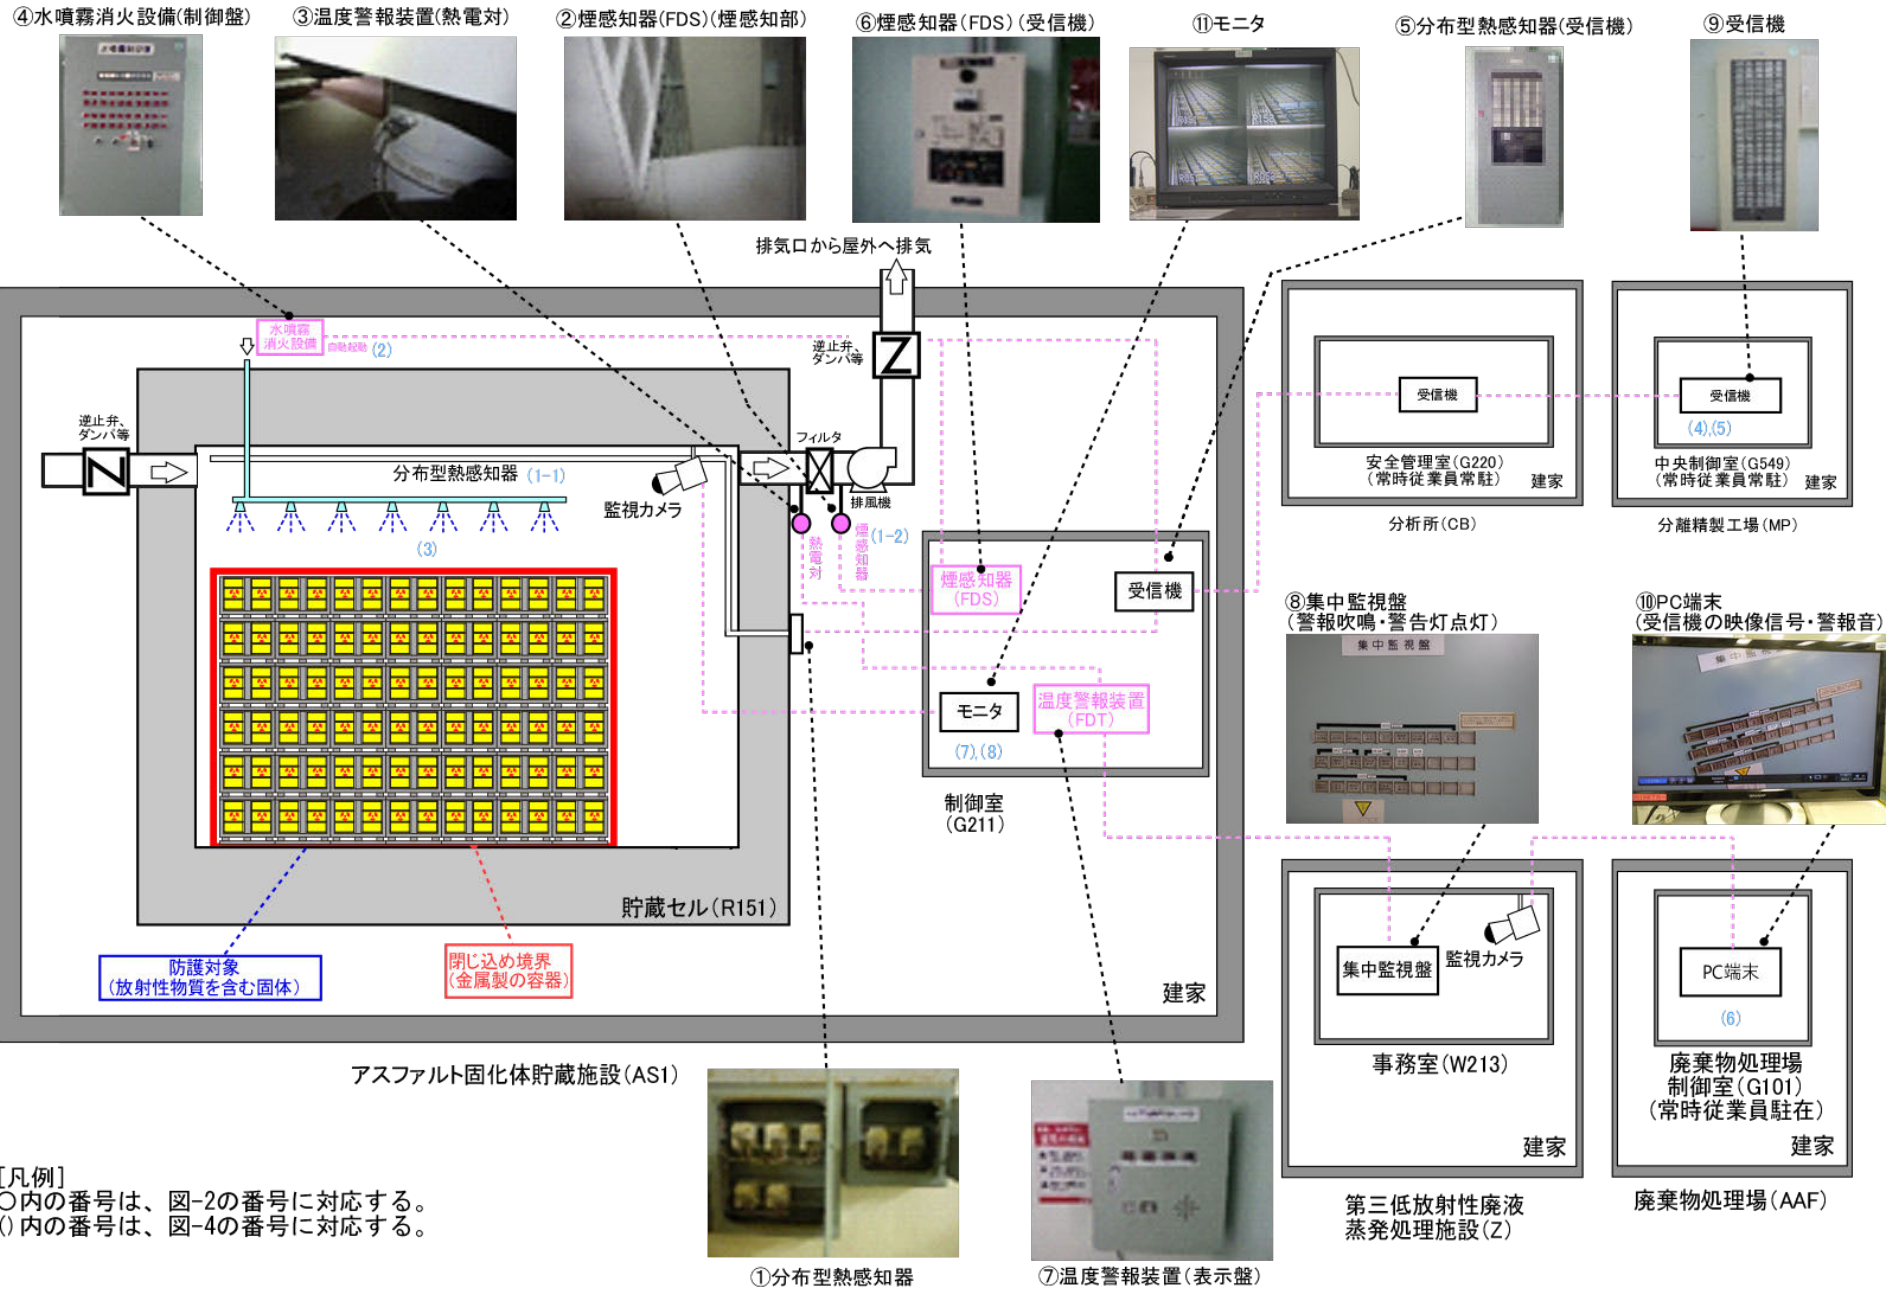 ④水噴霧消火設備(制御盤)
③温度警報装置(熱電対)
②煙感知器(FDS)(煙感知部)
⑥煙感知器(FDS)(受信機)
⑪モニタ
⑤分布型熱感知器(受信機)
⑨受信機
排気口から屋外へ排気
水噴霧
消火設備
自動起動
(2)
逆止弁、
ダンパ等
逆止弁、
ダンパ等
フィルタ
排風機
分布型熱感知器 (1-1)
監視カメラ
(3)
熱電対
煙感知器
(1-2)
煙感知器
(FDS)
受信機
モニタ
(7),(8)
温度警報装置
(FDT)
制御室
(G211)
貯蔵セル(R151)
防護対象
(放射性物質を含む固体)
閉じ込め境界
(金属製の容器)
建家
アスファルト固化体貯蔵施設(AS1)
受信機
安全管理室(G220)
(常時従業員常駐)
建家
分析所(CB)
受信機
(4),(5)
中央制御室(G549)
(常時従業員常駐)
建家
分離精製工場(MP)
⑧集中監視盤
(警報吹鳴・警告灯点灯)
集中監視盤
⑩PC端末
(受信機の映像信号・警報音)
集中監視盤
監視カメラ
事務室(W213)
建家
第三低放射性廃液
蒸発処理施設(Z)
PC端末
(6)
廃棄物処理場
制御室(G101)
(常時従業員駐在)
建家
廃棄物処理場(AAF)
[凡例]
○内の番号は、図-2の番号に対応する。
()内の番号は、図-4の番号に対応する。
①分布型熱感知器
⑦温度警報装置(表示盤)